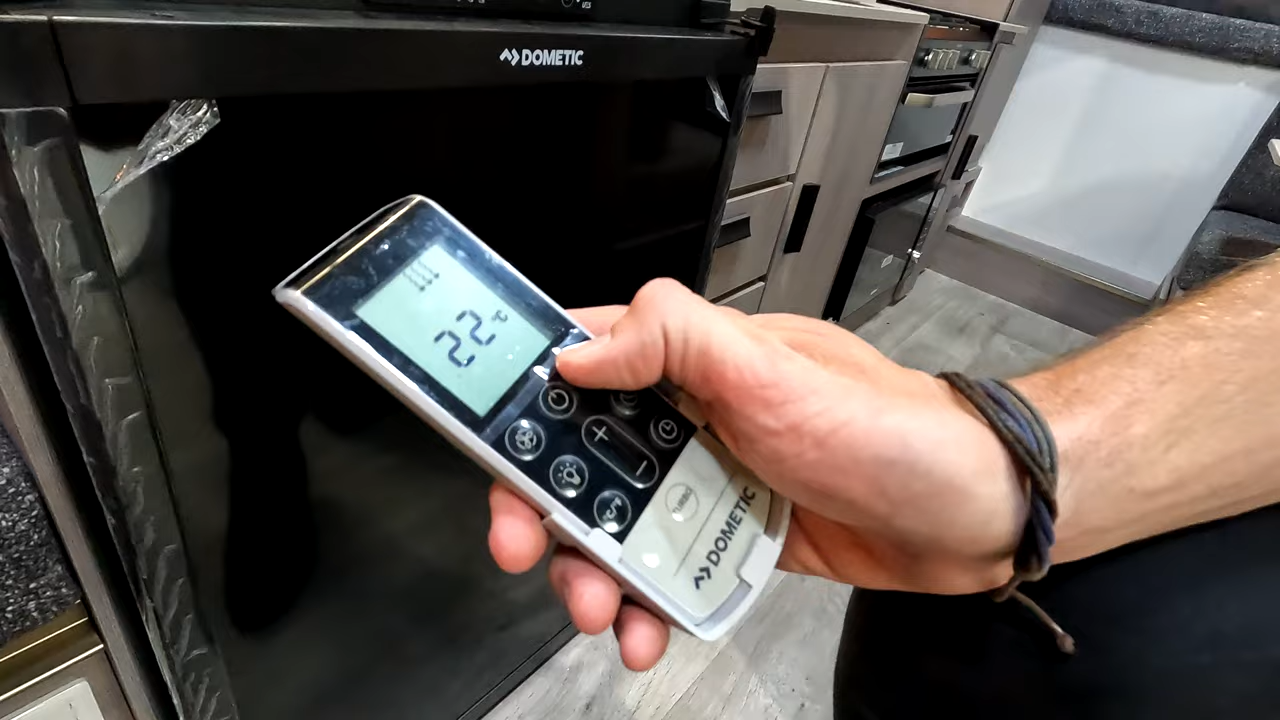 DOMETIC
22 °C
+
−
°C/°F
TURBO
DOMETIC